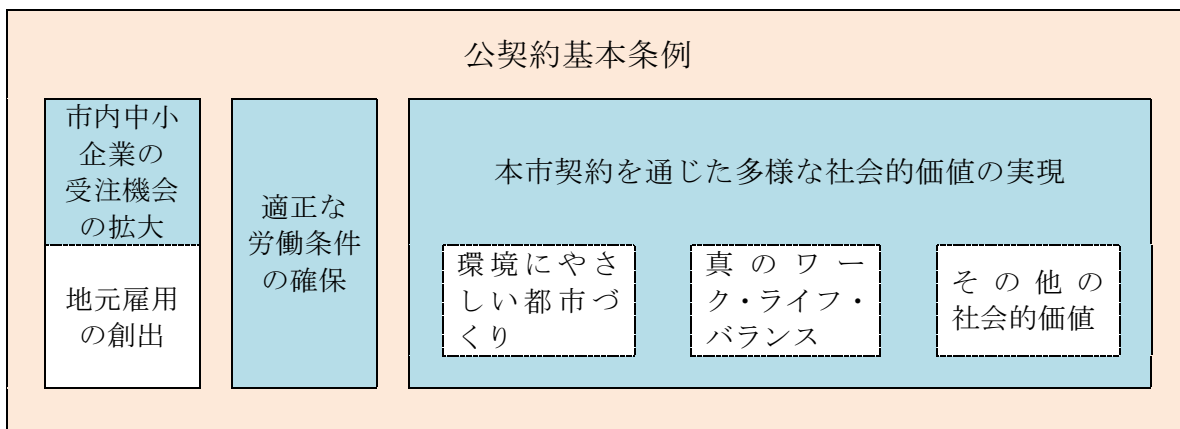 公契約基本条例
市内中小
企業の
受注機会
の拡大
地元雇用
の創出
適正な
労働条件
の確保
本市契約を通じた多様な社会的価値の実現
環境にやさ
しい都市づ
くり
真のワー
ク・ライフ・
バランス
その他の
社会的価値